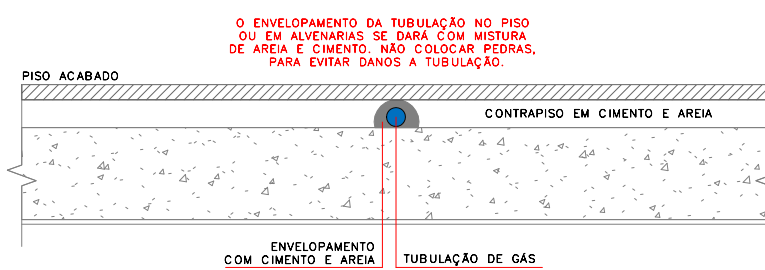 O ENVELOPAMENTO DA TUBULAÇÃO NO PISO
OU EM ALVENARIAS SE DARÁ COM MISTURA
DE AREIA E CIMENTO. NÃO COLOCAR PEDRAS,
PARA EVITAR DANOS A TUBULAÇÃO.
PISO ACABADO
CONTRAPISO EM CIMENTO E AREIA
ENVELOPAMENTO
COM CIMENTO E AREIA
TUBULAÇÃO DE GÁS